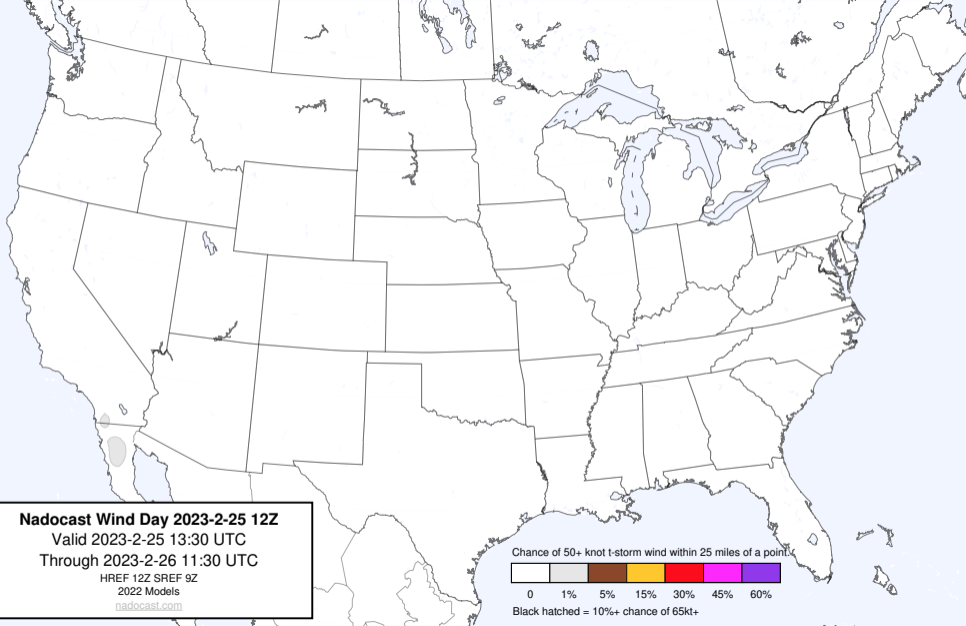 Nadocast Wind Day 2023-2-25 12Z
Valid 2023-2-25 13:30 UTC
Through 2023-2-26 11:30 UTC
HREF 12Z SREF 9Z
2022 Models
nadocast.com
Chance of 50+ knot t-storm wind within 25 miles of a point.
0 1% 5% 15% 30% 45% 60%
Black hatched = 10%+ chance of 65kt+